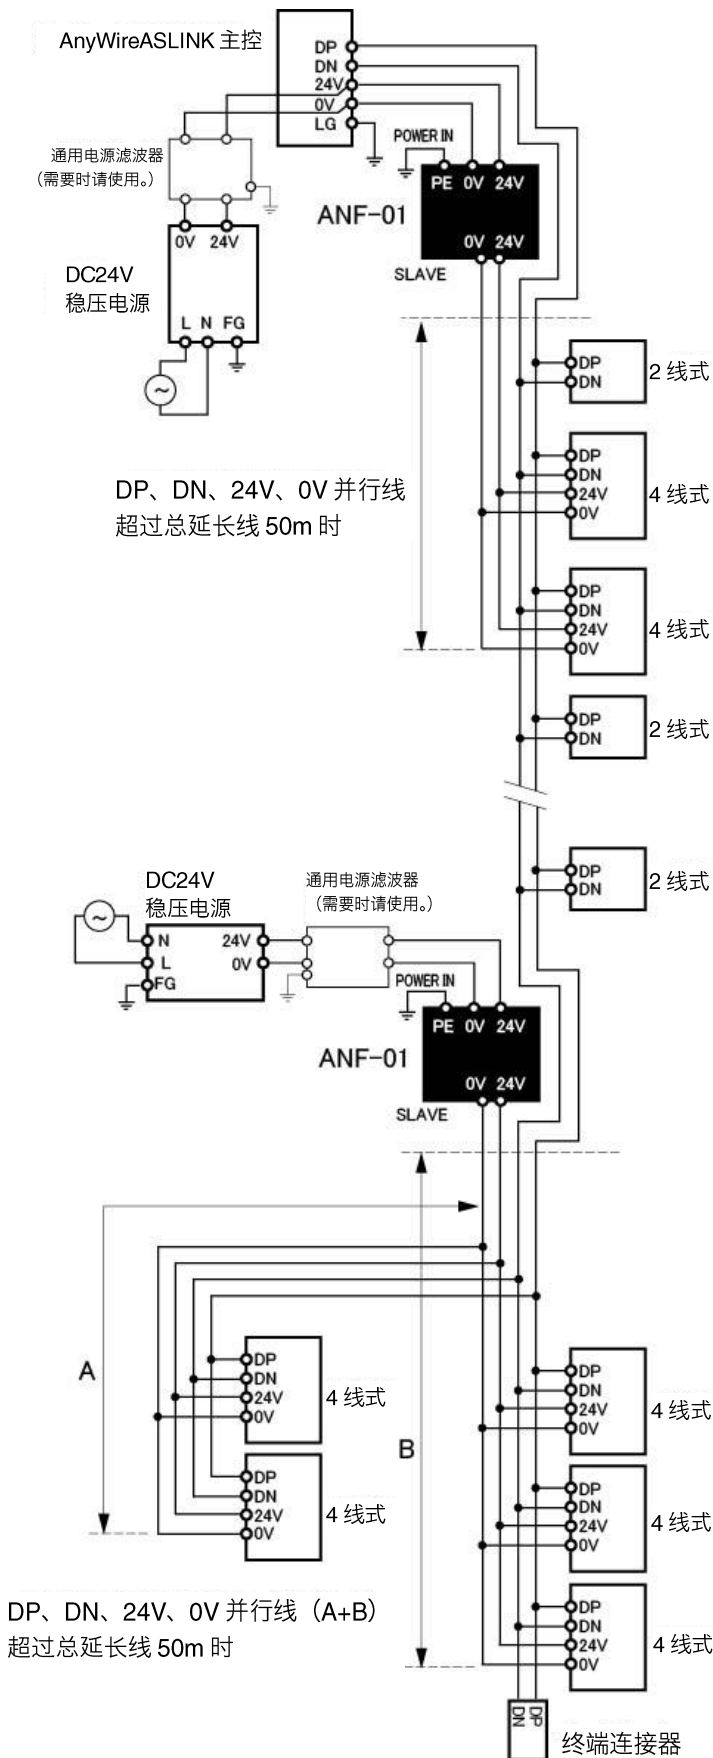 AnyWireASLINK 主控
DP
DN
24V
0V
LG
通用电源滤波器
（需要时请使用。）
POWER IN
PE 0V 24V
ANF-01
0V 24V
SLAVE
0V 24V
DC24V
稳压电源
L N FG
DP
DN
2 线式
DP、DN、24V、0V 并行线
超过总延长线 50m 时
DP
DN
24V
0V
4 线式
DP
DN
24V
0V
4 线式
DP
DN
2 线式
DP
DN
2 线式
DC24V
稳压电源
通用电源滤波器
（需要时请使用。）
N 24V
L 0V
FG
POWER IN
PE 0V 24V
ANF-01
0V 24V
SLAVE
A
B
DP
DN
24V
0V
4 线式
DP
DN
24V
0V
4 线式
DP
DN
24V
0V
4 线式
DP
DN
24V
0V
4 线式
DP
DN
24V
0V
4 线式
DP、DN、24V、0V 并行线（A+B）
超过总延长线 50m 时
DN
DP
终端连接器